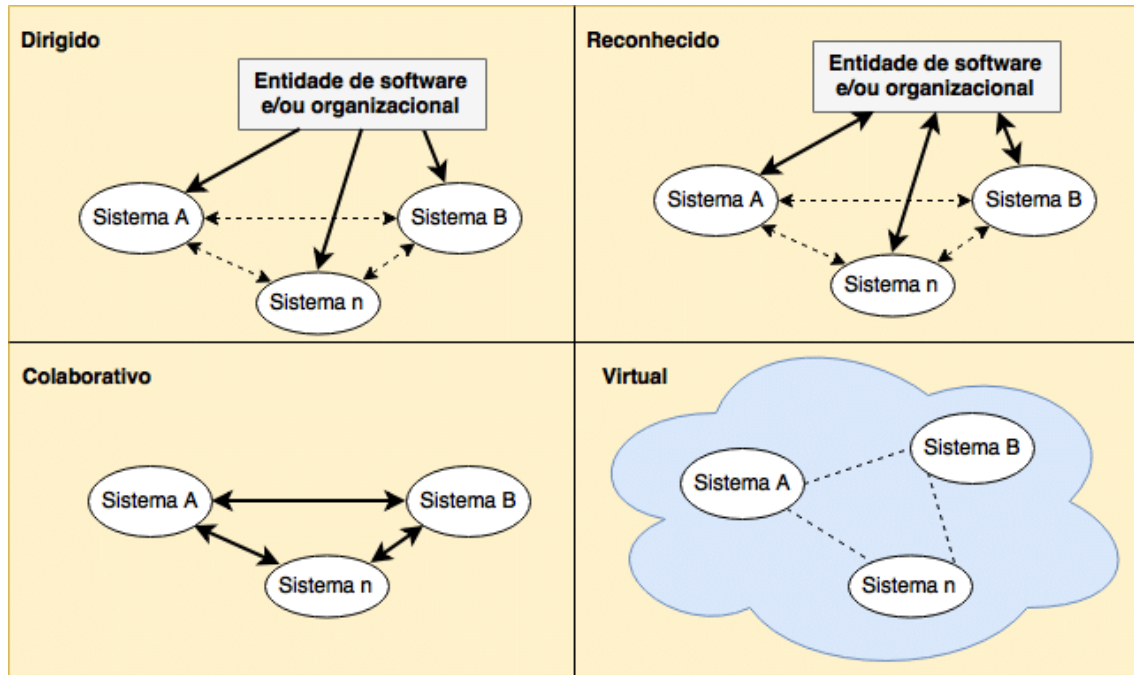 Dirigido
Entidade de software
e/ou organizacional
Sistema A
Sistema B
Sistema n
Reconhecido
Entidade de software
e/ou organizacional
Sistema A
Sistema B
Sistema n
Colaborativo
Sistema A
Sistema B
Sistema n
Virtual
Sistema B
Sistema A
Sistema n